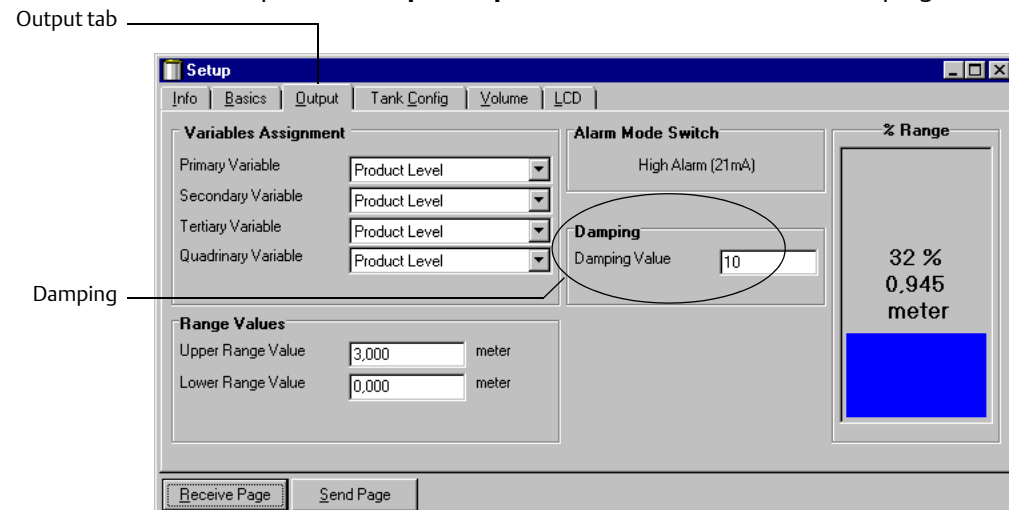 Output tab
Setup
Info Basics Output Tank Config Volume LCD
Variables Assignment
Primary Variable Product Level
Secondary Variable Product Level
Tertiary Variable Product Level
Quadrinary Variable Product Level
Alarm Mode Switch
High Alarm (21mA)
Damping
Damping Value 10
% Range
32 %
0,945
meter
Damping
Range Values
Upper Range Value 3,000 meter
Lower Range Value 0,000 meter
Receive Page Send Page